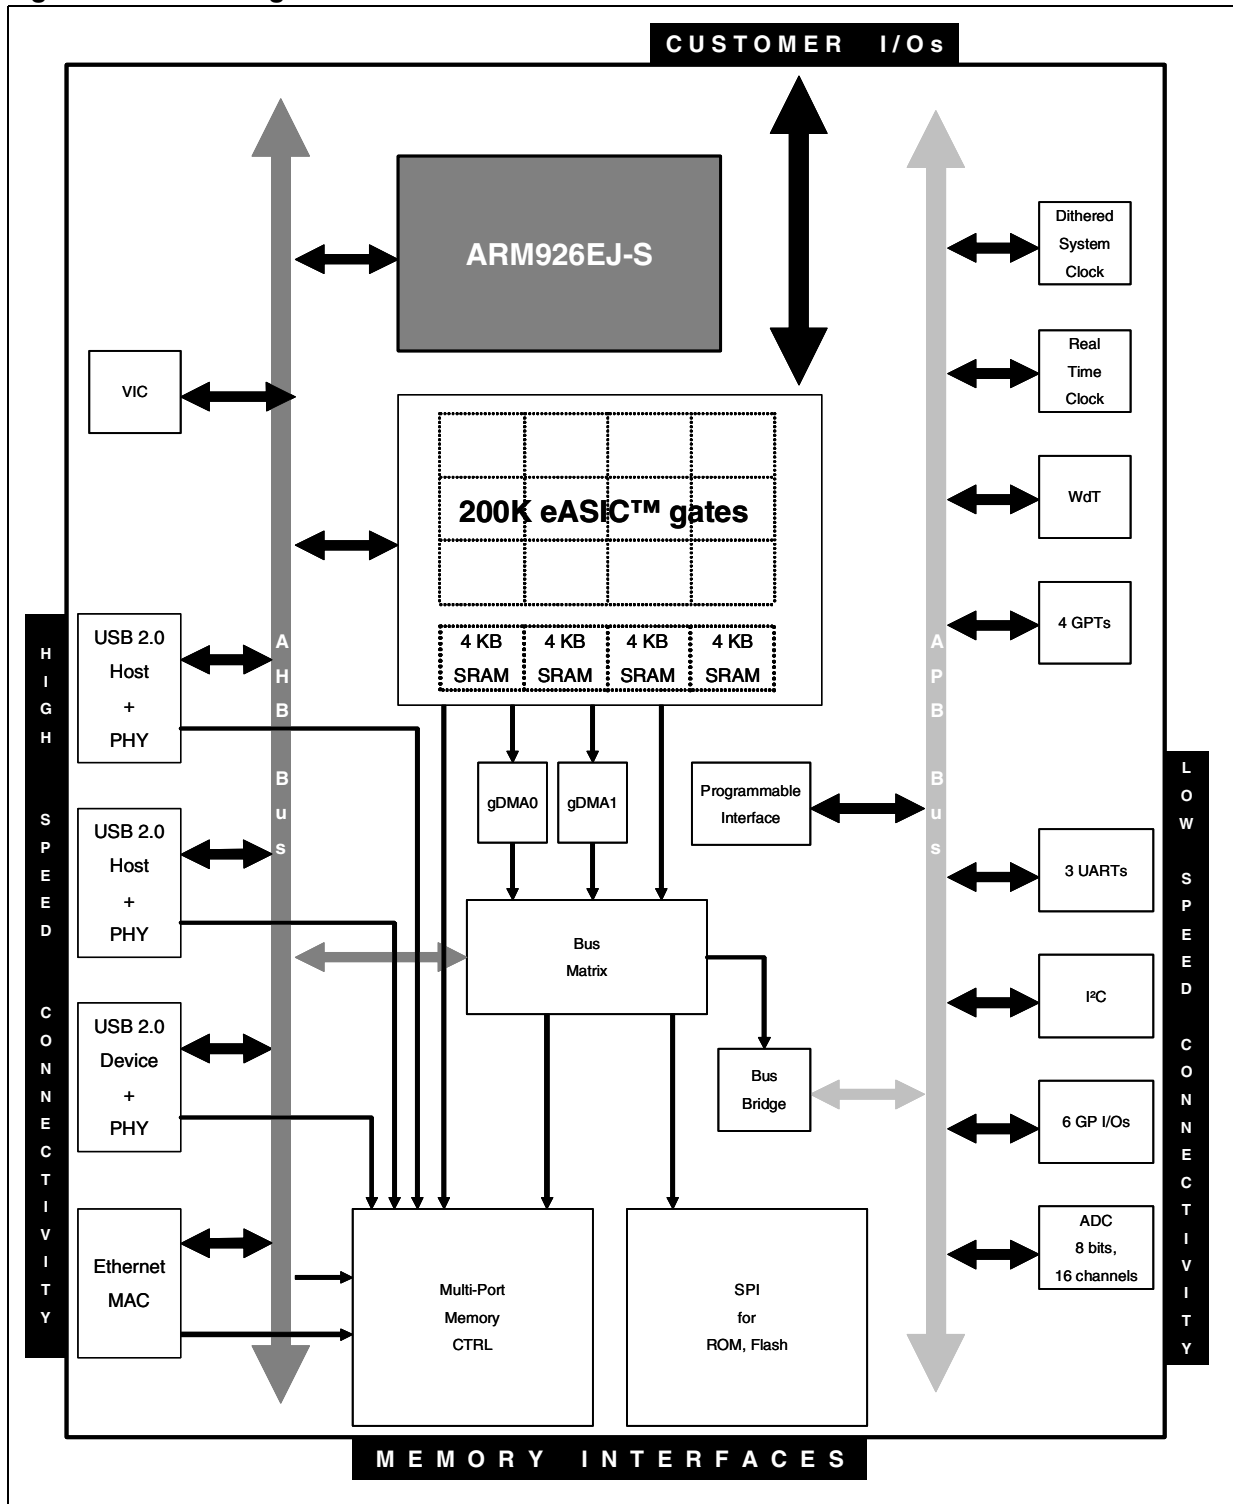 CUSTOMER I/Os
ARM926EJ-S
Dithered
System
Clock
Real
Time
Clock
VIC
WdT
200K eASIC™ gates
4 GPTs
4 KB
SRAM
4 KB
SRAM
4 KB
SRAM
4 KB
SRAM
HIGH SPEED CONNECTIVITY
USB 2.0
Host
+
PHY
AHB Bus
APB Bus
gDMA0
gDMA1
Programmable
Interface
LOW SPEED CONNECTIVITY
USB 2.0
Host
+
PHY
3 UARTs
Bus
Matrix
I²C
USB 2.0
Device
+
PHY
Bus
Bridge
6 GP I/Os
Ethernet
MAC
Multi-Port
Memory
CTRL
SPI
for
ROM, Flash
ADC
8 bits,
16 channels
MEMORY INTERFACES